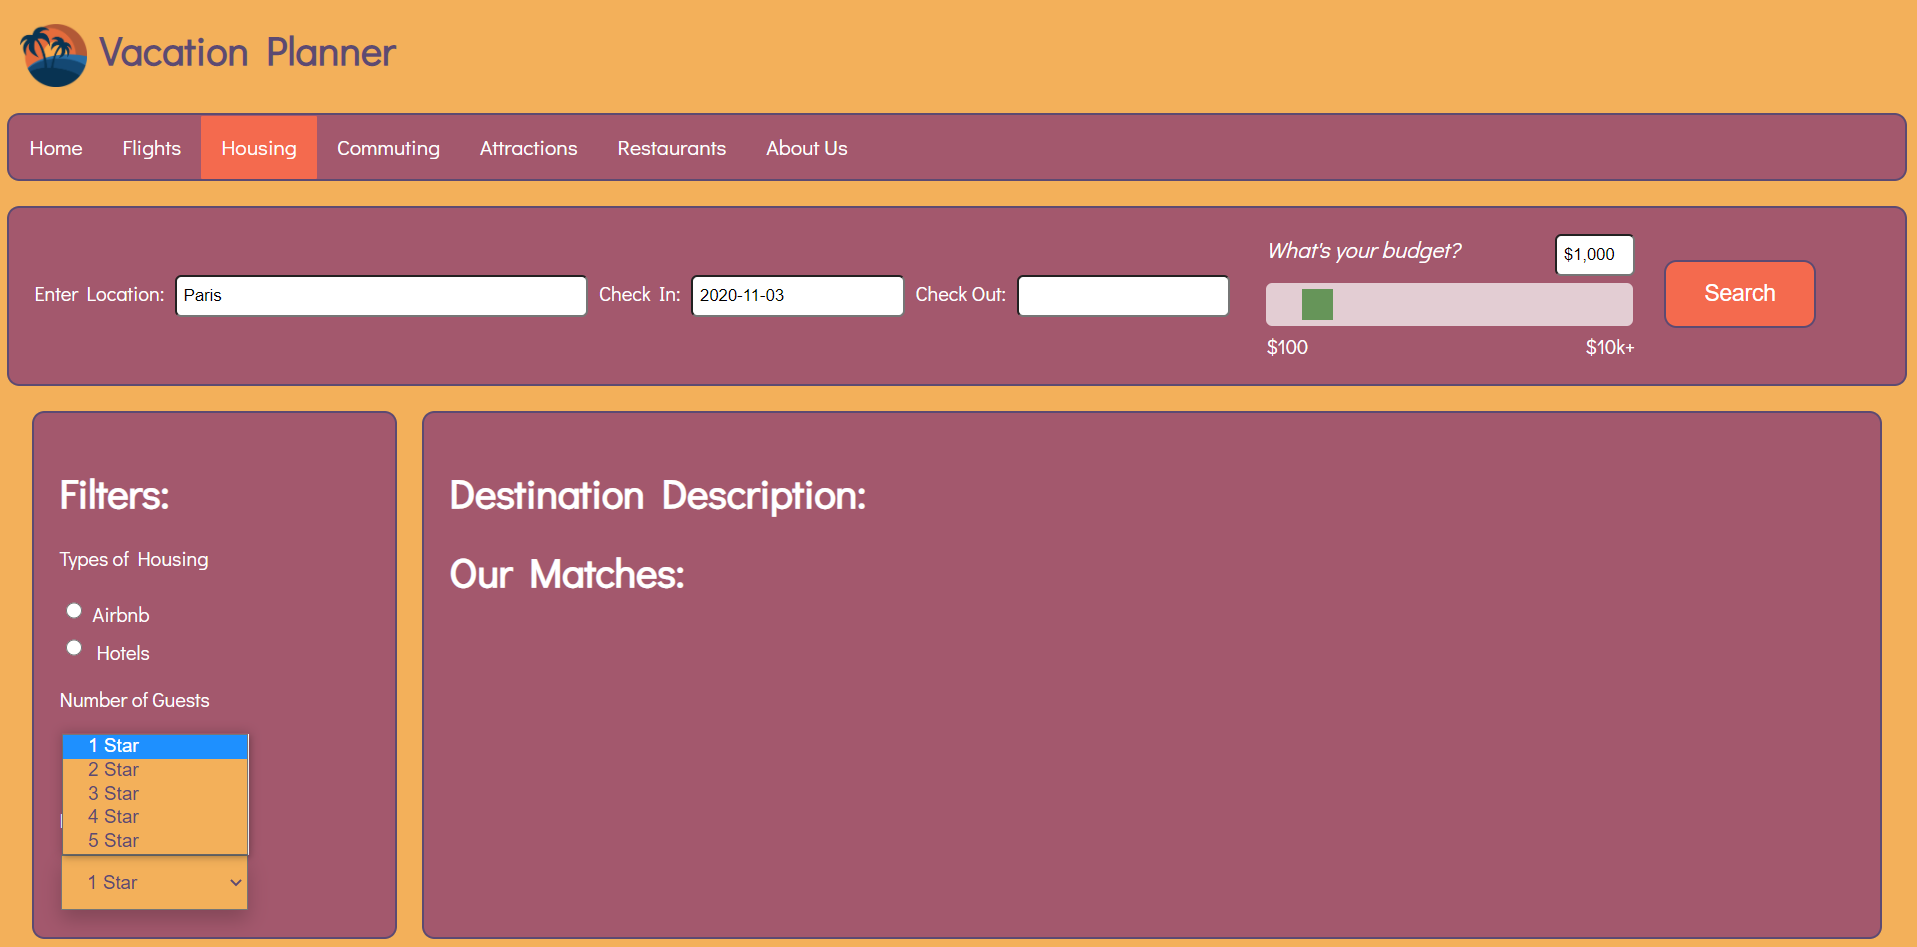 Vacation Planner
Home Flights Housing Commuting Attractions Restaurants About Us
What's your budget? $1,000
Enter Location: Paris Check In: 2020-11-03 Check Out: Search
$100 $10k+
Filters:
Types of Housing
Airbnb
Hotels
Number of Guests
1 Star
2 Star
3 Star
4 Star
5 Star
1 Star
Destination Description:
Our Matches: